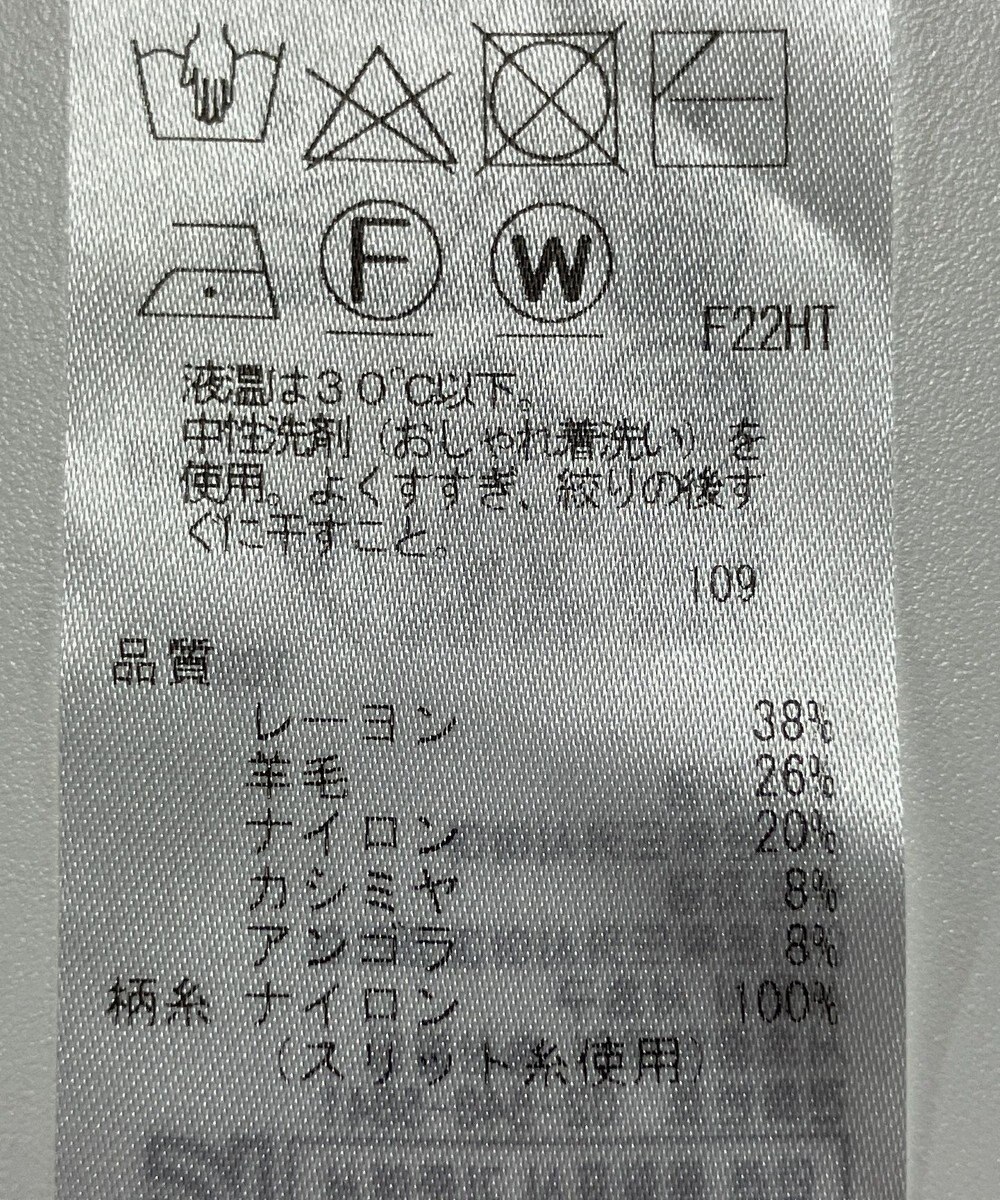 F
W
F22HT
液温は30℃以下。
中性洗剤（おしゃれ着洗い）を
使用。よくすすぎ、絞りの後す
ぐに干すこと。
109
品質
レーヨン 38%
羊毛 26%
ナイロン 20%
カシミヤ 8%
アンゴラ 8%
柄糸 ナイロン 100%
（スリット糸使用）